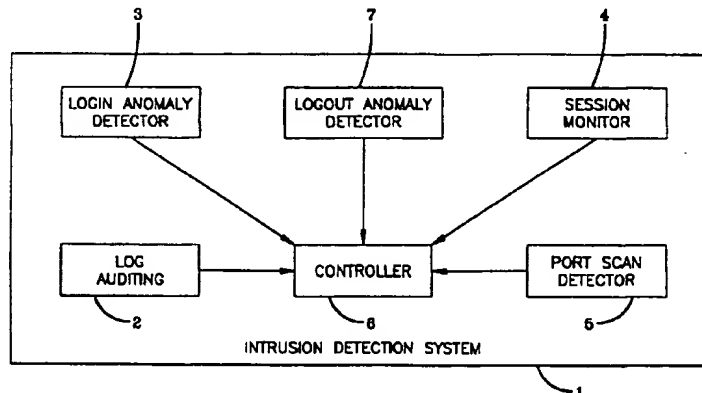 3
7
4
LOGIN ANOMALY
DETECTOR
LOGOUT ANOMALY
DETECTOR
SESSION
MONITOR
LOG
AUDITING
CONTROLLER
PORT SCAN
DETECTOR
2
6
5
INTRUSION DETECTION SYSTEM
1